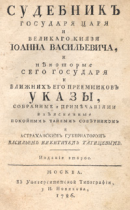 СУДЕБНИКЪ
ГОСУДАРЯ ЦАРЯ
И
ВЕЛИКАГО КНЯЗЯ
ІОАННА ВАСИЛЬЕВИЧА,
И
НѢКОТОРЫЕ
СЕГО ГОСУДАРЯ
И
БЛИЖНИХЪ ЕГО ПРЕЕМНИКОВЪ
УКАЗЫ,
СОБРАННЫЕ И ПРИМѢЧАНІЯМИ
ИЗЪЯСНЕННЫЕ
ПОКОЙНЫМЪ ТАЙНЫМЪ СОВѢТНИКОМЪ
И
АСТРАХАНСКИМЪ ГУБЕРНАТОРОМЪ
ВАСИЛЬЕМЪ НИКИТИЧЕМЪ ТАТИЩЕВЫМЪ.
Изданіе второе.
МОСКВА.
Въ Университетской Типографіи,
у Н. Новикова,
1786.